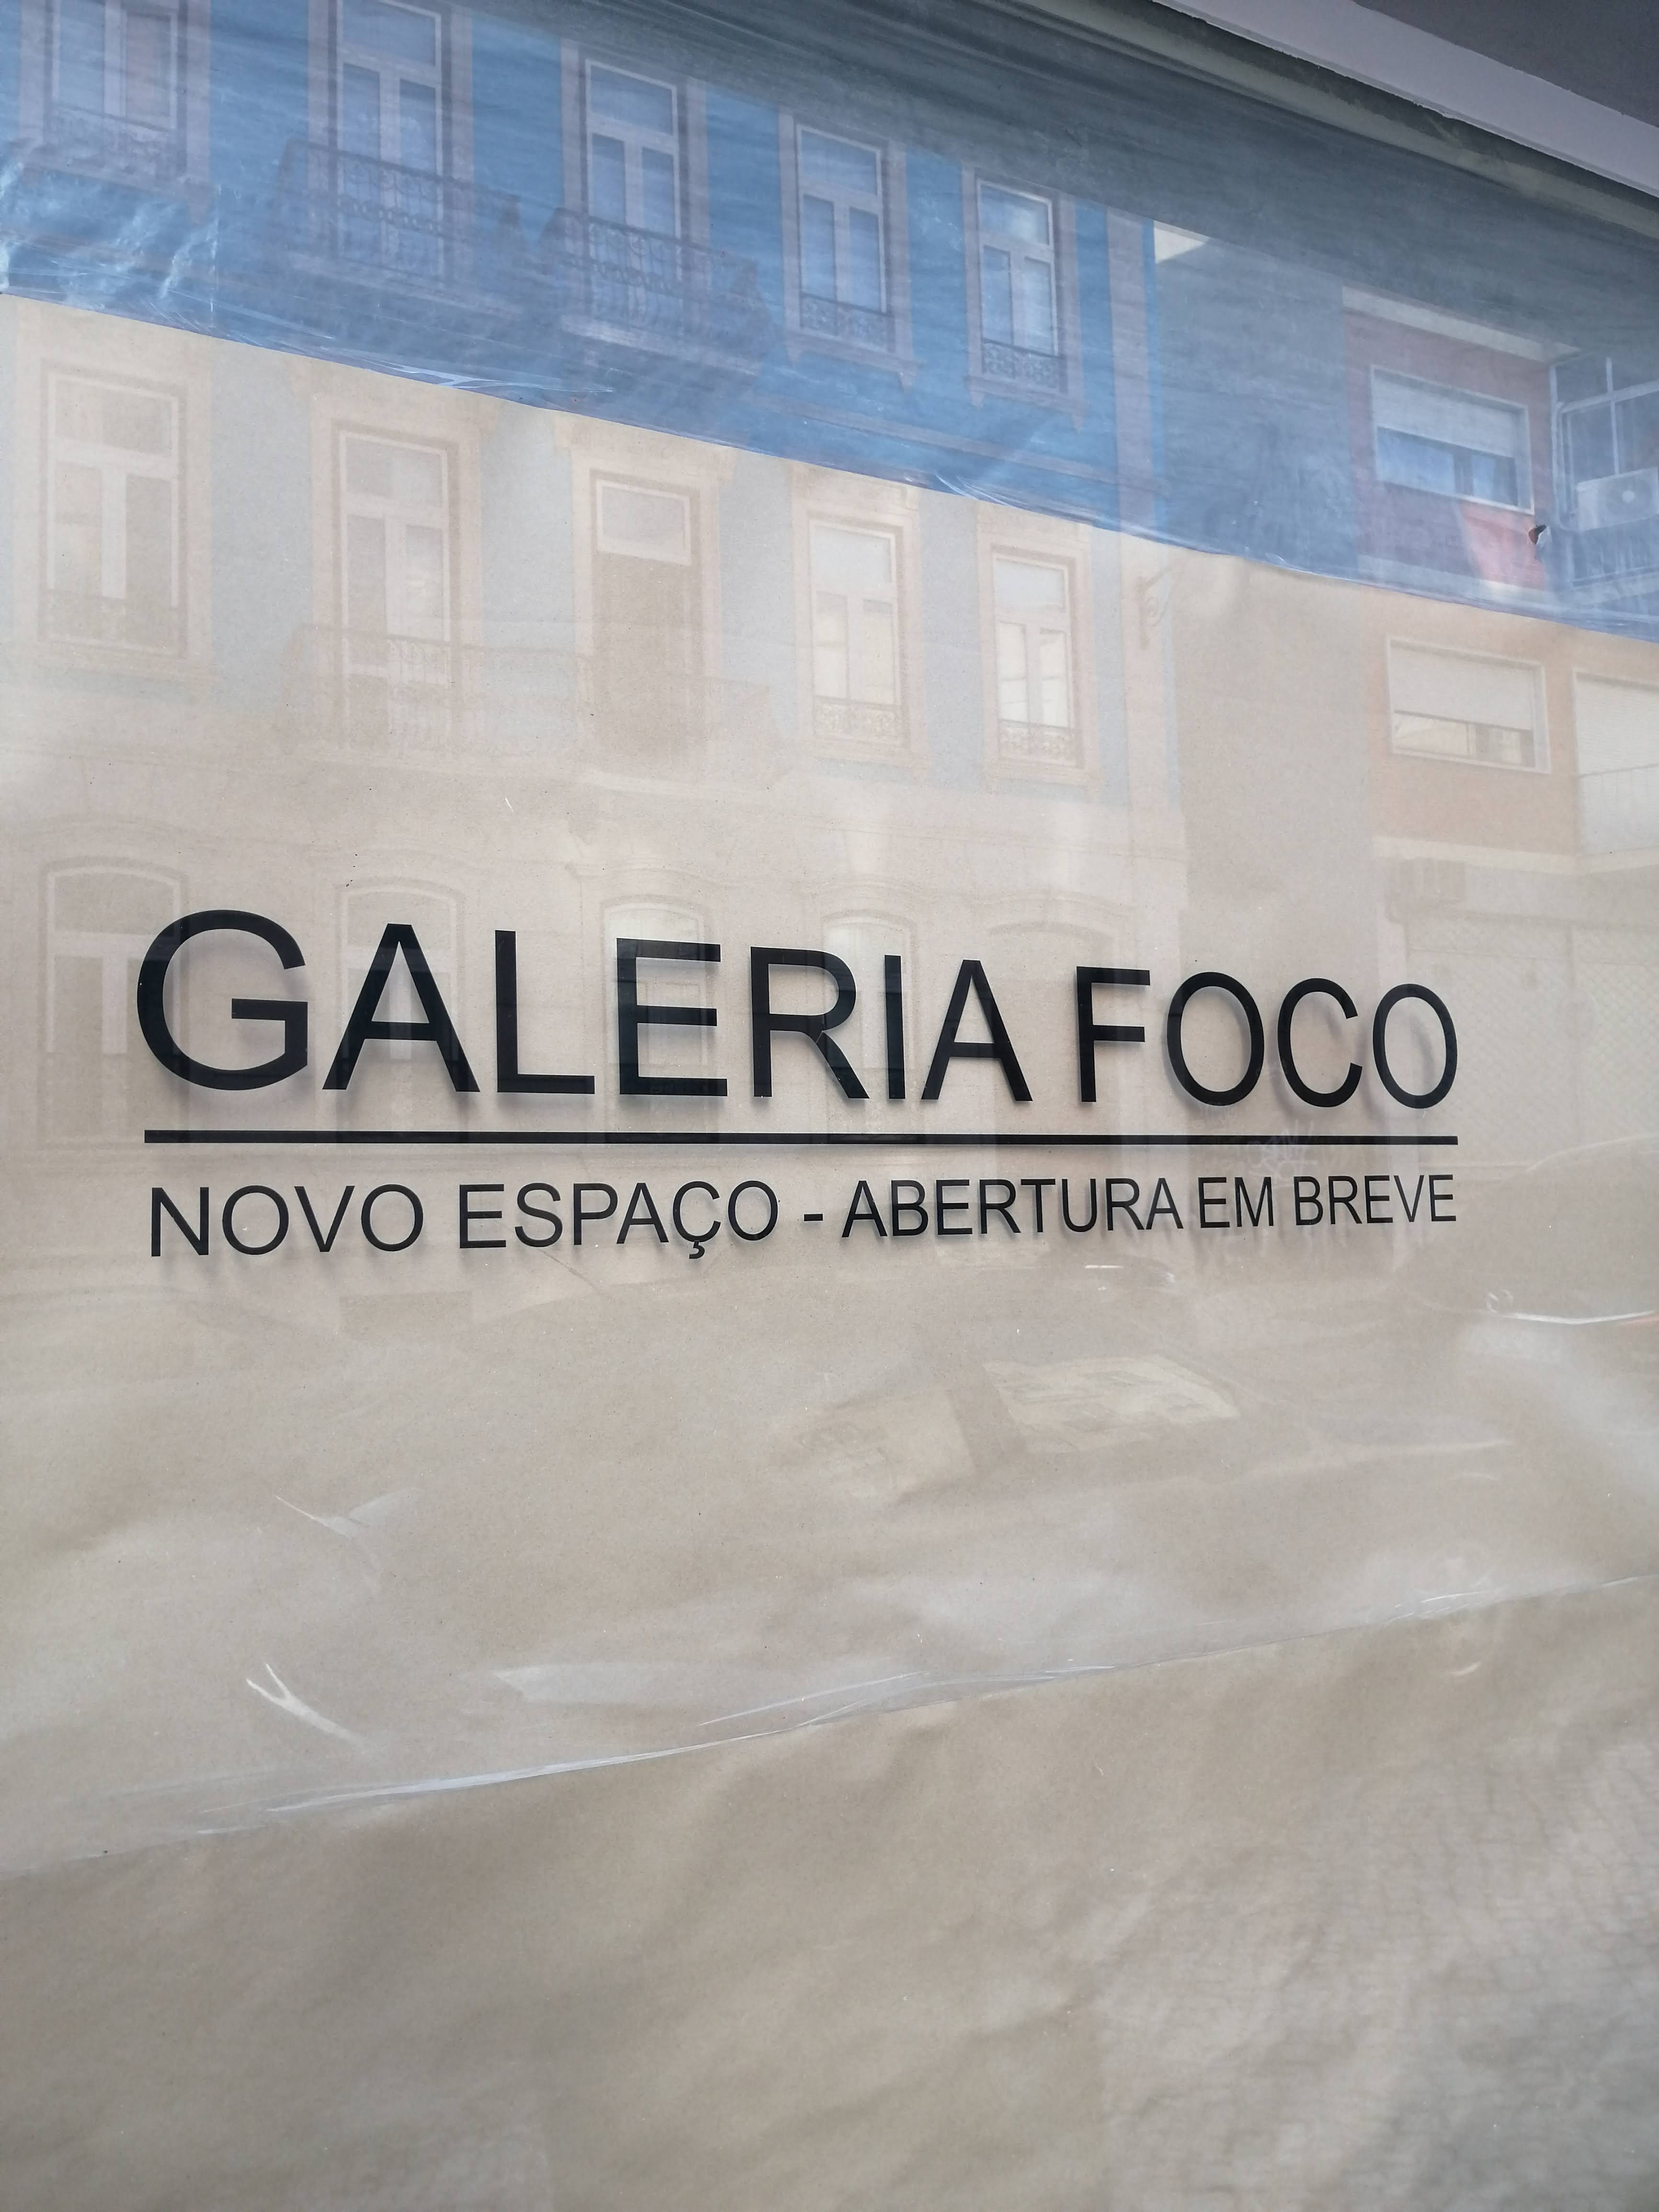 GALERIA FOCO
NOVO ESPAÇO - ABERTURA EM BREVE